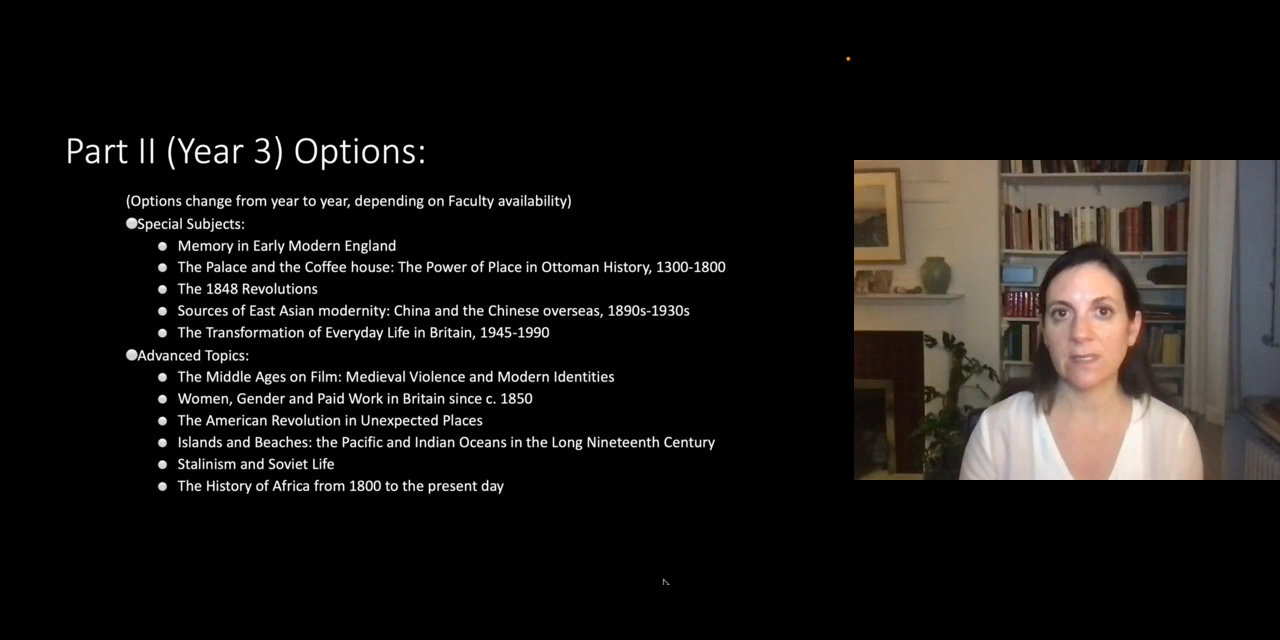 Part II (Year 3) Options:
(Options change from year to year, depending on Faculty availability)
Special Subjects:
Memory in Early Modern England
The Palace and the Coffee house: The Power of Place in Ottoman History, 1300-1800
The 1848 Revolutions
Sources of East Asian modernity: China and the Chinese overseas, 1890s-1930s
The Transformation of Everyday Life in Britain, 1945-1990
Advanced Topics:
The Middle Ages on Film: Medieval Violence and Modern Identities
Women, Gender and Paid Work in Britain since c. 1850
The American Revolution in Unexpected Places
Islands and Beaches: the Pacific and Indian Oceans in the Long Nineteenth Century
Stalinism and Soviet Life
The History of Africa from 1800 to the present day